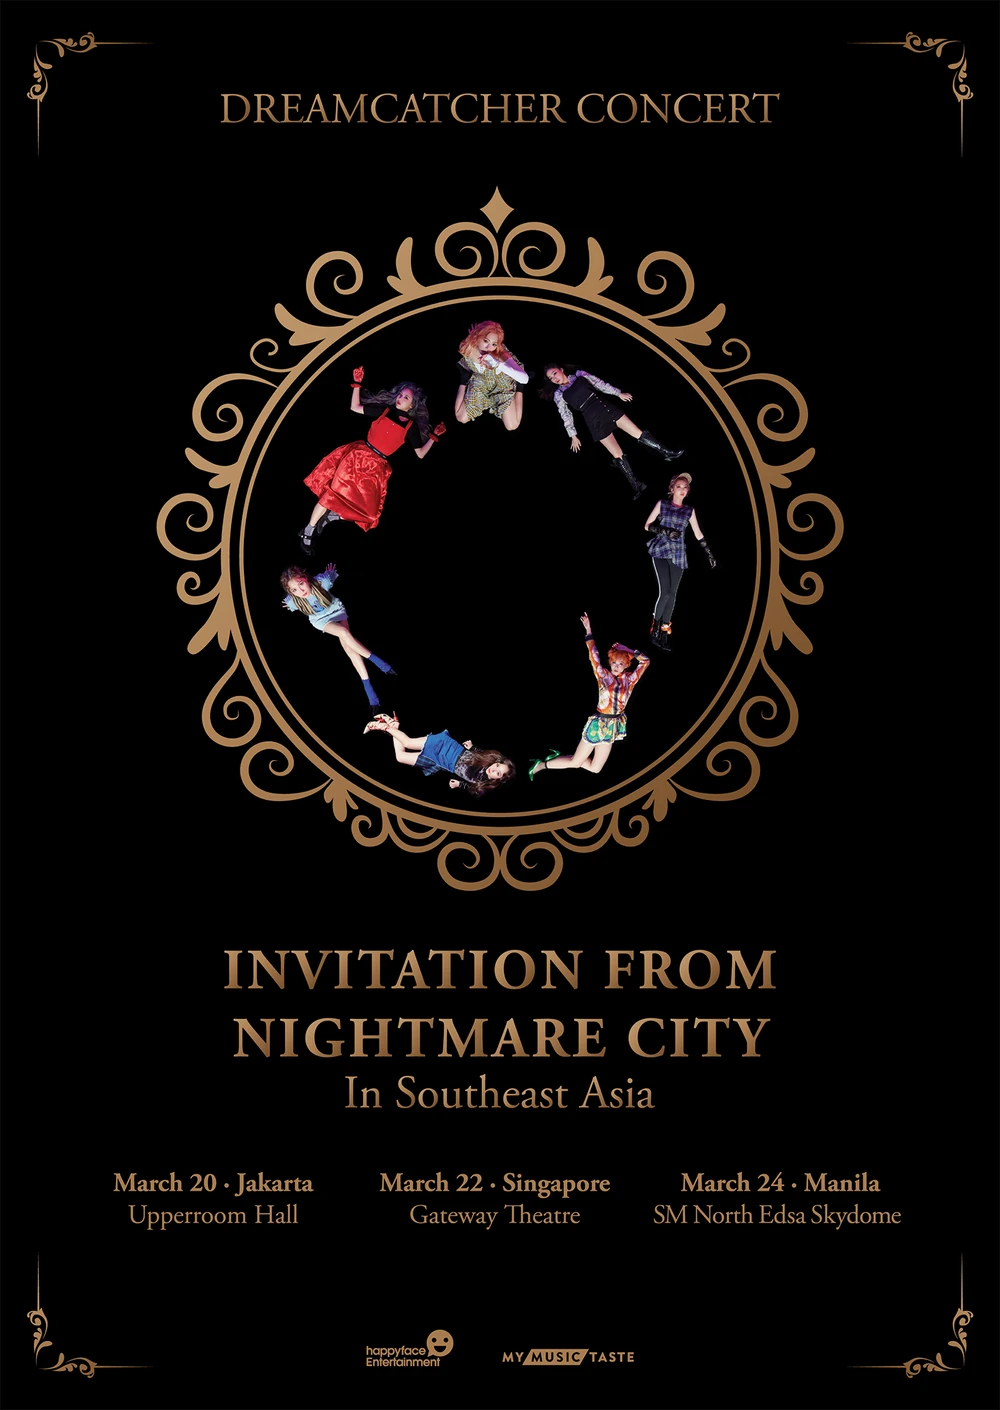 DREAMCATCHER CONCERT
INVITATION FROM
NIGHTMARE CITY
In Southeast Asia
March 20 · Jakarta
Upperroom Hall
March 22 · Singapore
Gateway Theatre
March 24 · Manila
SM North Edsa Skydome
happyface
Entertainment
MY MUSIC TASTE